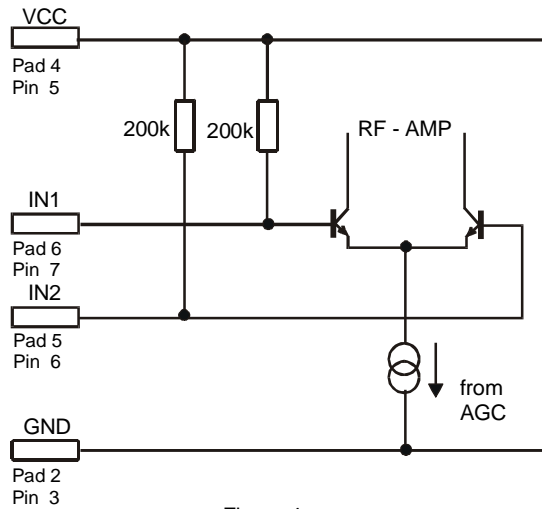 VCC
Pad 4
Pin 5
200k 200k
RF - AMP
IN1
Pad 6
Pin 7
IN2
Pad 5
Pin 6
from
AGC
GND
Pad 2
Pin 3